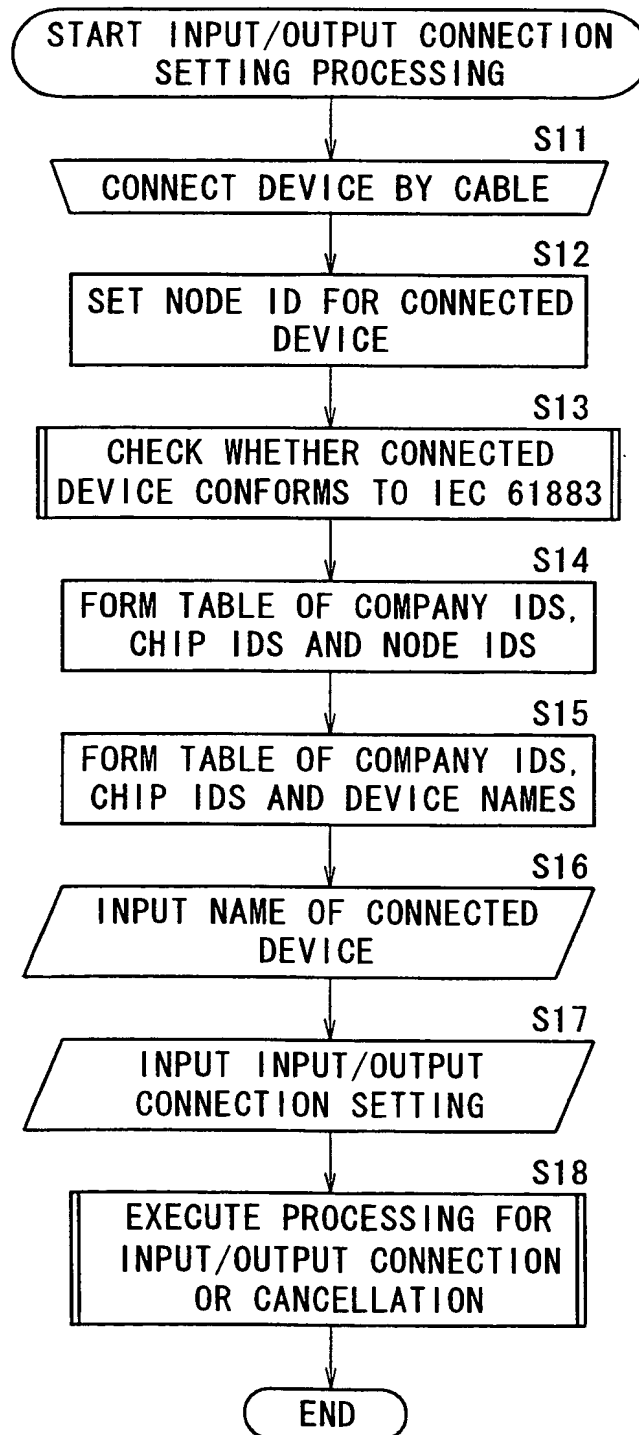 START INPUT/OUTPUT CONNECTION
SETTING PROCESSING
S11
CONNECT DEVICE BY CABLE
S12
SET NODE ID FOR CONNECTED
DEVICE
S13
CHECK WHETHER CONNECTED
DEVICE CONFORMS TO IEC 61883
S14
FORM TABLE OF COMPANY IDS,
CHIP IDS AND NODE IDS
S15
FORM TABLE OF COMPANY IDS,
CHIP IDS AND DEVICE NAMES
S16
INPUT NAME OF CONNECTED
DEVICE
S17
INPUT INPUT/OUTPUT
CONNECTION SETTING
S18
EXECUTE PROCESSING FOR
INPUT/OUTPUT CONNECTION
OR CANCELLATION
END